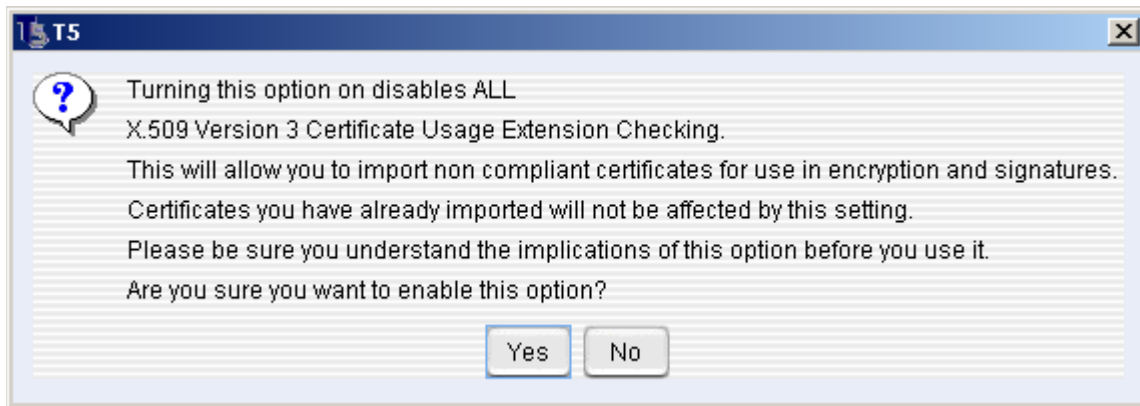 T5
Turning this option on disables ALL
X.509 Version 3 Certificate Usage Extension Checking.
This will allow you to import non compliant certificates for use in encryption and signatures.
Certificates you have already imported will not be affected by this setting.
Please be sure you understand the implications of this option before you use it.
Are you sure you want to enable this option?
Yes No